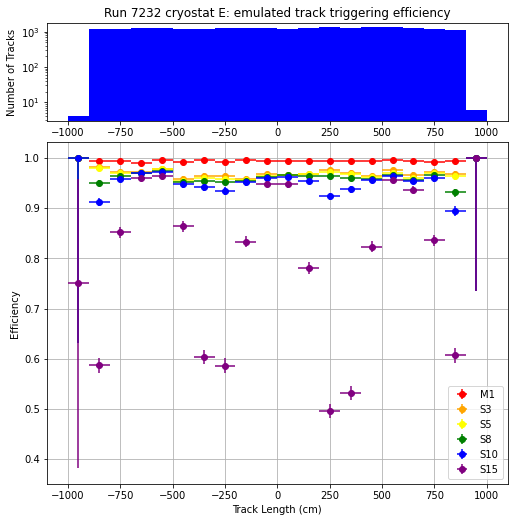 Run 7232 cryostat E: emulated track triggering efficiency
Number of Tracks
10³
10²
10¹
−1000 −750 −500 −250 0 250 500 750 1000
Efficiency
1.0
0.9
0.8
0.7
0.6
0.5
0.4
M1
S3
S5
S8
S10
S15
−1000 −750 −500 −250 0 250 500 750 1000
Track Length (cm)